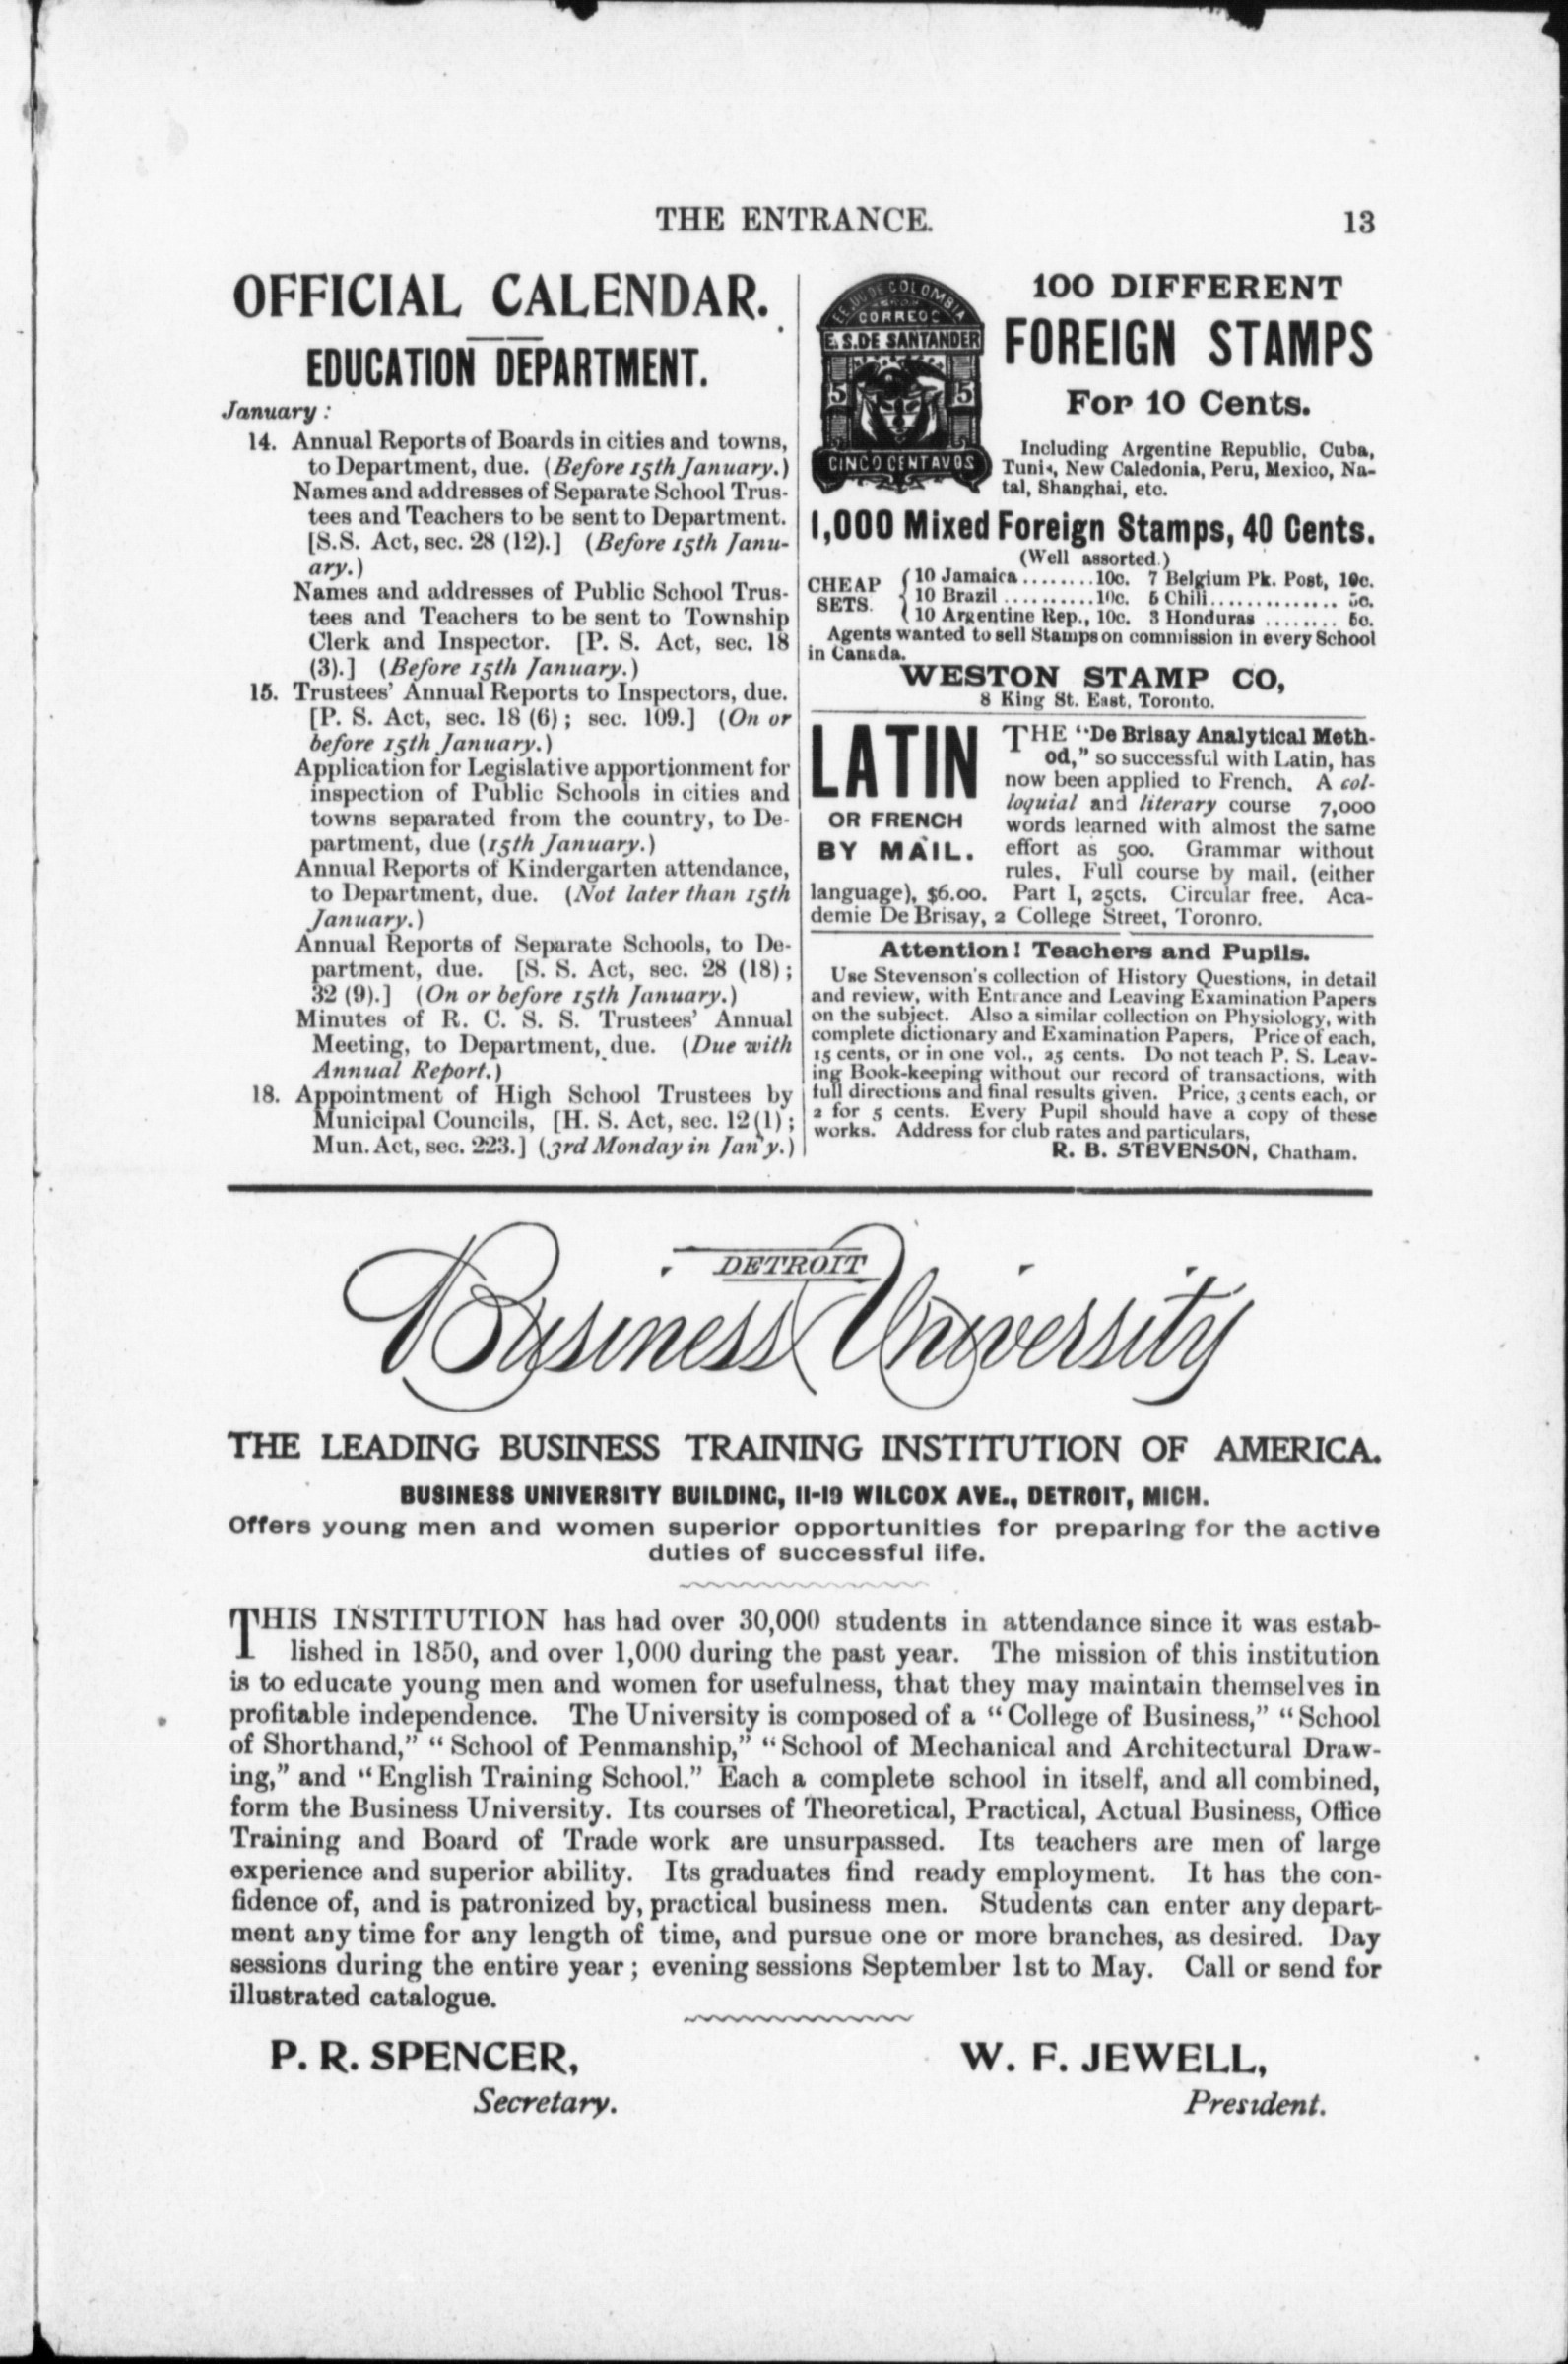 THE ENTRANCE.
13
OFFICIAL CALENDAR.
EDUCATION DEPARTMENT.
January:
14. Annual Reports of Boards in cities and towns,
to Department, due. (Before 15th January.)
Names and addresses of Separate School Trus-
tees and Teachers to be sent to Department.
[S.S. Act, sec. 28 (12).] (Before 15th Janu-
ary.)
Names and addresses of Public School Trus-
tees and Teachers to be sent to Township
Clerk and Inspector. [P. S. Act, sec. 18
(3).] (Before 15th January.)
15. Trustees' Annual Reports to Inspectors, due.
[P. S. Act, sec. 18 (6); sec. 109.] (On or
before 15th January.)
Application for Legislative apportionment for
inspection of Public Schools in cities and
towns separated from the country, to De-
partment, due (15th January.)
Annual Reports of Kindergarten attendance,
to Department, due. (Not later than 15th
January.)
Annual Reports of Separate Schools, to De-
partment, due. [S. S. Act, sec. 28 (18);
32 (9).] (On or before 15th January.)
Minutes of R. C. S. S. Trustees' Annual
Meeting, to Department, due. (Due with
Annual Report.)
18. Appointment of High School Trustees by
Municipal Councils, [H. S. Act, sec. 12 (1);
Mun. Act, sec. 223.] (3rd Monday in Jan'y.)
DE COLOMBIA
CORREOS
E. S. DE SANTANDER
5 5
CINCO CENTAVOS
100 DIFFERENT
FOREIGN STAMPS
For 10 Cents.
Including Argentine Republic, Cuba,
Tunis, New Caledonia, Peru, Mexico, Na-
tal, Shanghai, etc.
1,000 Mixed Foreign Stamps, 40 Cents.
(Well assorted.)
CHEAP SETS.
10 Jamaica........10c. 7 Belgium Pk. Post, 10c.
10 Brazil..........10c. 5 Chili.............. 5c.
10 Argentine Rep., 10c. 3 Honduras ........ 5c.
Agents wanted to sell Stamps on commission in every School
in Canada.
WESTON STAMP CO,
8 King St. East, Toronto.
LATIN
OR FRENCH
BY MAIL.
THE "De Brisay Analytical Meth-
od," so successful with Latin, has
now been applied to French. A col-
loquial and literary course 7,000
words learned with almost the same
effort as 500. Grammar without
rules. Full course by mail, (either
language), $6.00. Part I, 25cts. Circular free. Aca-
demie De Brisay, 2 College Street, Toronro.
Attention! Teachers and Pupils.
Use Stevenson's collection of History Questions, in detail
and review, with Entrance and Leaving Examination Papers
on the subject. Also a similar collection on Physiology, with
complete dictionary and Examination Papers, Price of each,
15 cents, or in one vol., 25 cents. Do not teach P. S. Leav-
ing Book-keeping without our record of transactions, with
full directions and final results given. Price, 3 cents each, or
2 for 5 cents. Every Pupil should have a copy of these
works. Address for club rates and particulars,
R. B. STEVENSON, Chatham.
DETROIT
Business University
THE LEADING BUSINESS TRAINING INSTITUTION OF AMERICA.
BUSINESS UNIVERSITY BUILDING, 11-19 WILCOX AVE., DETROIT, MICH.
Offers young men and women superior opportunities for preparing for the active
duties of successful life.
THIS INSTITUTION has had over 30,000 students in attendance since it was estab-
lished in 1850, and over 1,000 during the past year. The mission of this institution
is to educate young men and women for usefulness, that they may maintain themselves in
profitable independence. The University is composed of a "College of Business," "School
of Shorthand," "School of Penmanship," "School of Mechanical and Architectural Draw-
ing," and "English Training School." Each a complete school in itself, and all combined,
form the Business University. Its courses of Theoretical, Practical, Actual Business, Office
Training and Board of Trade work are unsurpassed. Its teachers are men of large
experience and superior ability. Its graduates find ready employment. It has the con-
fidence of, and is patronized by, practical business men. Students can enter any depart-
ment any time for any length of time, and pursue one or more branches, as desired. Day
sessions during the entire year; evening sessions September 1st to May. Call or send for
illustrated catalogue.
P. R. SPENCER,
Secretary.
W. F. JEWELL,
President.